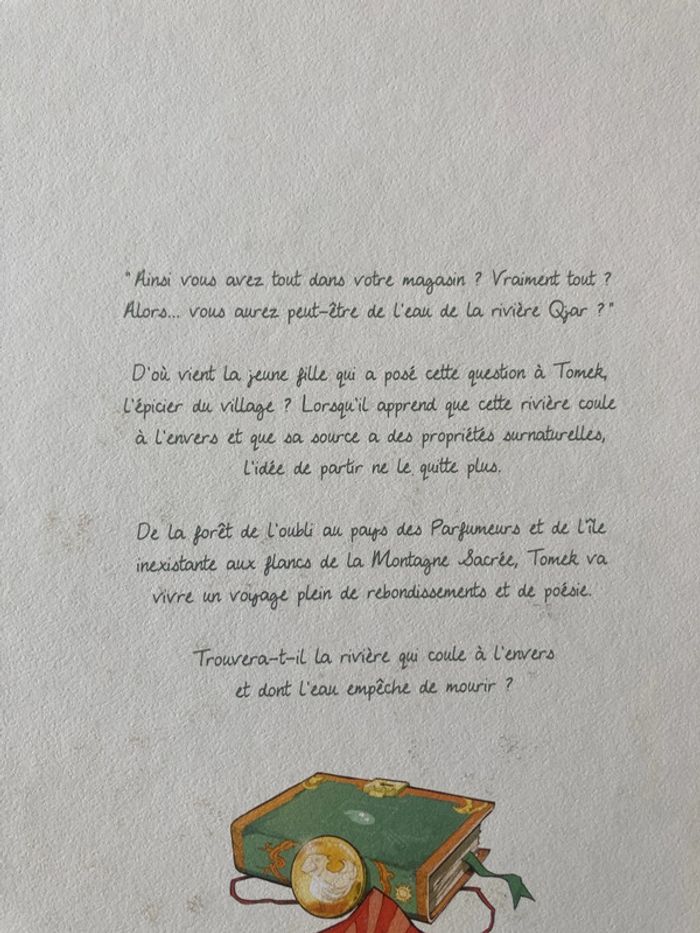 "Ainsi vous avez tout dans votre magasin ? Vraiment tout ?
Alors... vous aurez peut-être de l'eau de la rivière Qjar ?"
D'où vient la jeune fille qui a posé cette question à Tomek,
l'épicier du village ? Lorsqu'il apprend que cette rivière coule
à l'envers et que sa source a des propriétés surnaturelles,
l'idée de partir ne le quitte plus.
De la forêt de l'oubli au pays des Parfumeurs et de l'île
inexistante aux flancs de la Montagne Sacrée, Tomek va
vivre un voyage plein de rebondissements et de poésie.
Trouvera-t-il la rivière qui coule à l'envers
et dont l'eau empêche de mourir ?